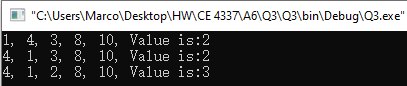 "C:\Users\Marco\Desktop\HW\CE 4337\A6\Q3\Q3\bin\Debug\Q3.exe"
1, 4, 3, 8, 10, Value is:2
4, 1, 3, 8, 10, Value is:2
4, 1, 2, 8, 10, Value is:3